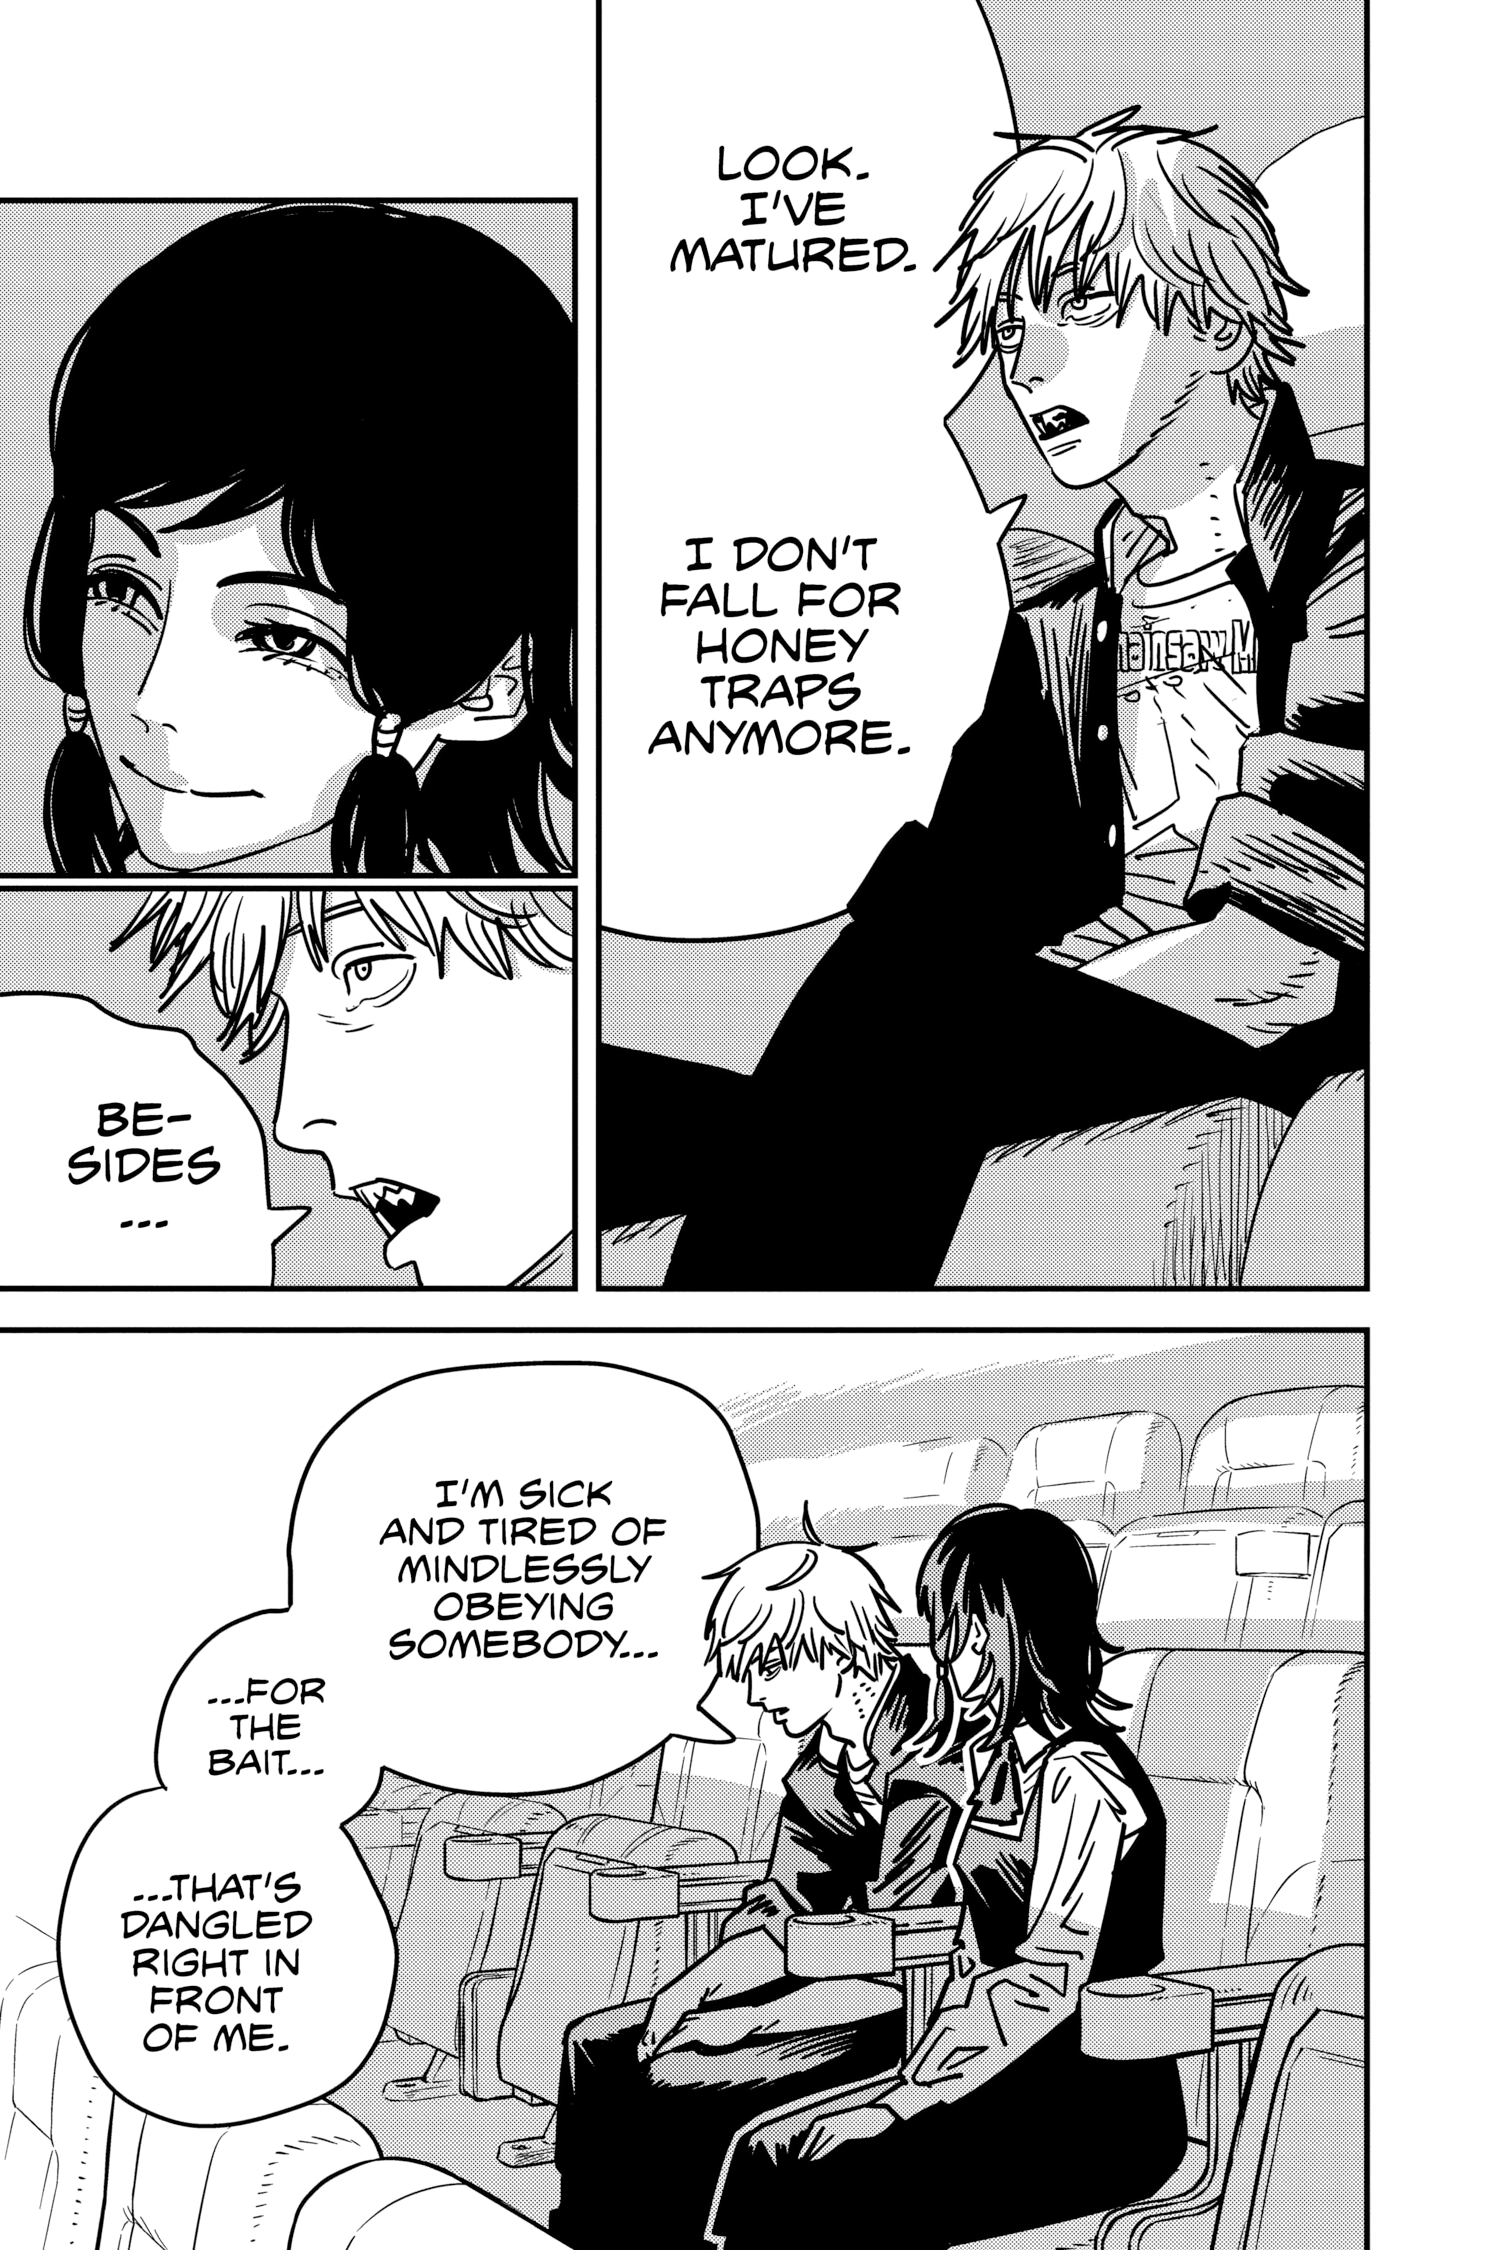 LOOK.
I'VE
MATURED.
I DON'T
FALL FOR
HONEY
TRAPS
ANYMORE.
BE-
SIDES
...
I'M SICK
AND TIRED OF
MINDLESSLY
OBEYING
SOMEBODY...
...FOR
THE
BAIT...
...THAT'S
DANGLED
RIGHT IN
FRONT
OF ME.